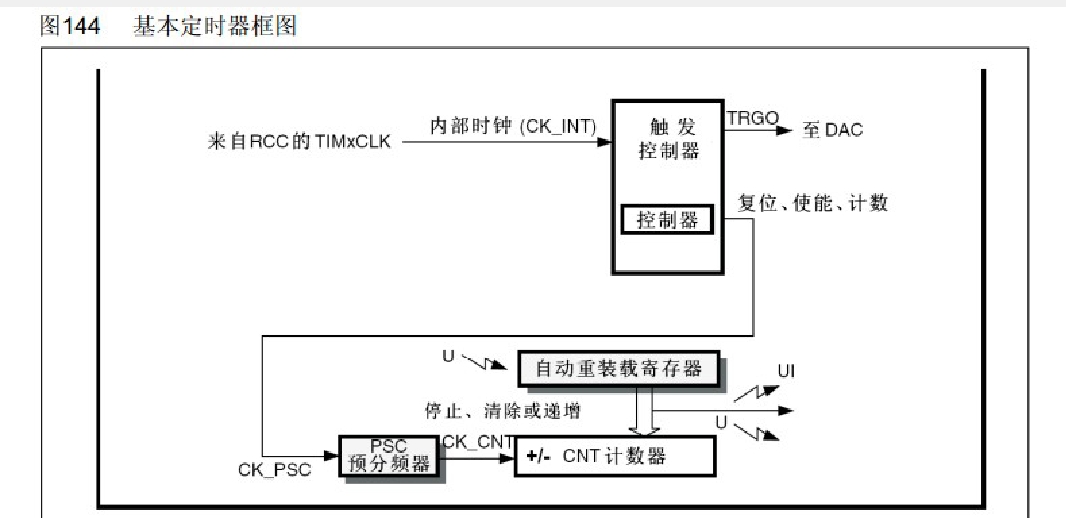 图144 基本定时器框图
来自RCC的TIMxCLK
内部时钟 (CK_INT)
触 发
控制器
TRGO
至DAC
控制器
复位、使能、计数
U
自动重装载寄存器
UI
停止、清除或递增
U
PSC
预分频器
CK_CNT
+/- CNT计数器
CK_PSC